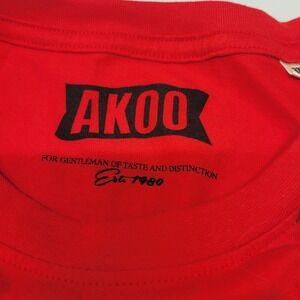 AKOO
FOR GENTLEMAN OF TASTE AND DISTINCTION
Est. 1980